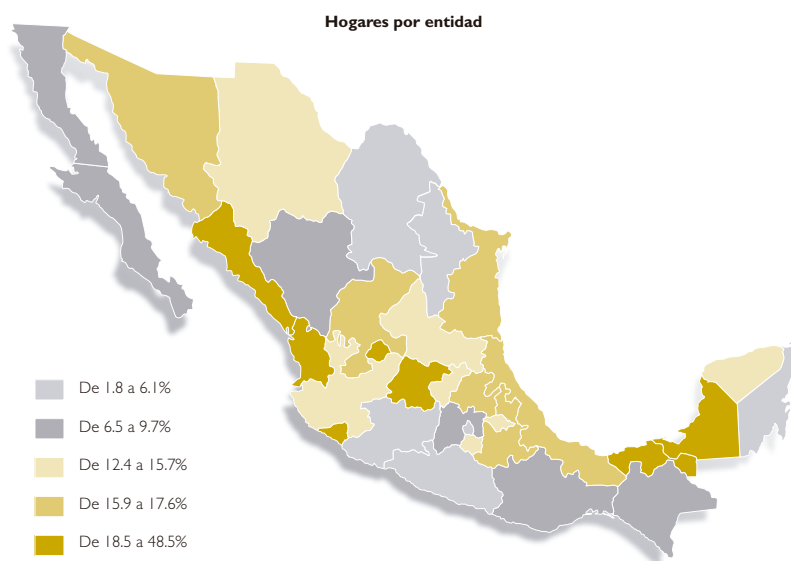 Hogares por entidad
De 1.8 a 6.1%
De 6.5 a 9.7%
De 12.4 a 15.7%
De 15.9 a 17.6%
De 18.5 a 48.5%